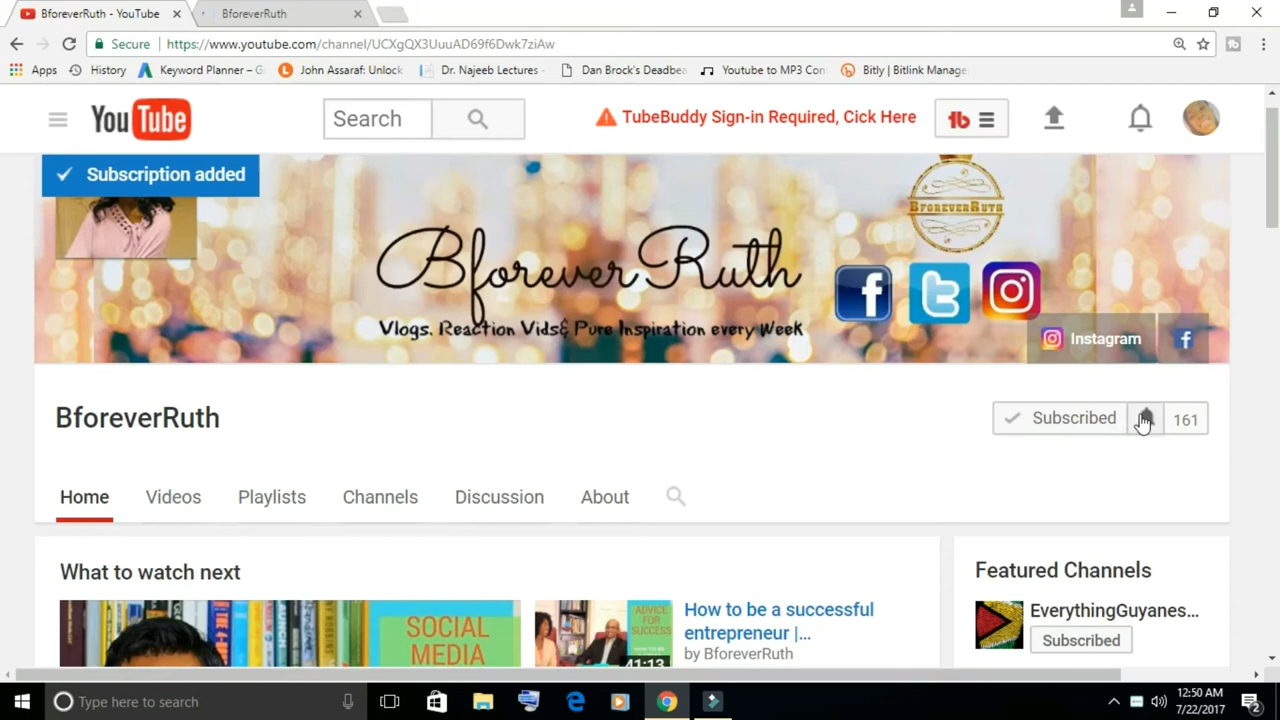 BforeverRuth - YouTube
BforeverRuth
Secure
https://www.youtube.com/channel/UCXgQX3UuuAD69f6Dwk7ziAw
Apps
History
Keyword Planner – G
John Assaraf: Unlock
Dr. Najeeb Lectures -
Dan Brock's Deadbea
Youtube to MP3 Con
Bitly | Bitlink Manage
YouTube
Search
TubeBuddy Sign-in Required, Click Here
Subscription added
BFOREVERRUTH
BforeverRuth
Vlogs, Reaction Vids& Pure Inspiration every Week
Instagram
BforeverRuth
Subscribed
161
Home
Videos
Playlists
Channels
Discussion
About
What to watch next
Featured Channels
SOCIAL
MEDIA
ADVICE
FOR
SUCCESS
41:13
How to be a successful
entrepreneur |...
by BforeverRuth
EverythingGuyanes...
Subscribed
Type here to search
12:50 AM
7/22/2017
2